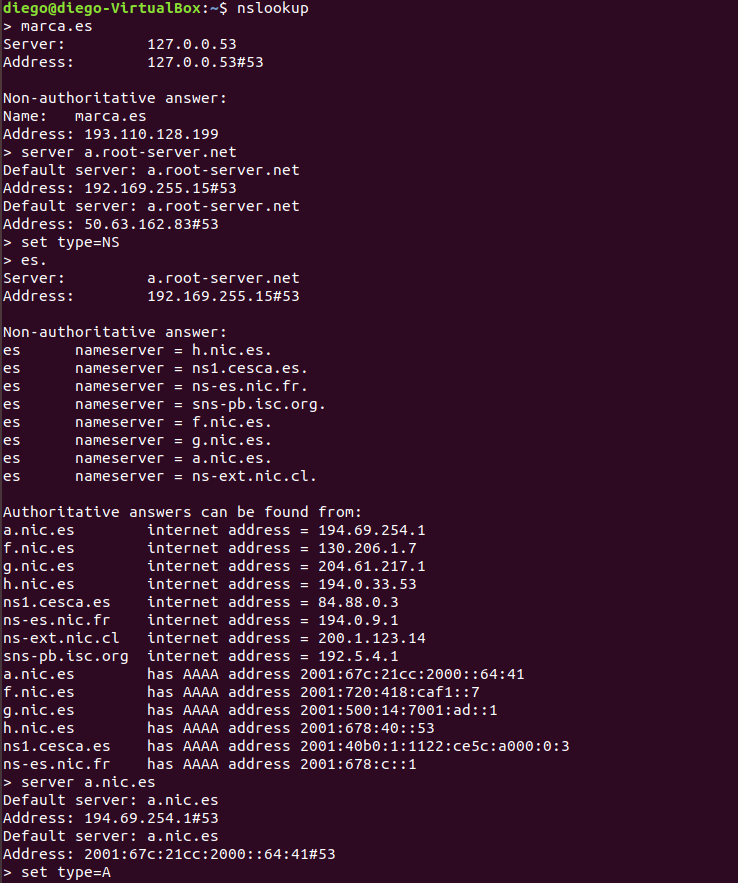 diego@diego-VirtualBox:~$ nslookup
> marca.es
Server:         127.0.0.53
Address:        127.0.0.53#53

Non-authoritative answer:
Name:   marca.es
Address: 193.110.128.199
> server a.root-server.net
Default server: a.root-server.net
Address: 192.169.255.15#53
Default server: a.root-server.net
Address: 50.63.162.83#53
> set type=NS
> es.
Server:         a.root-server.net
Address:        192.169.255.15#53

Non-authoritative answer:
es      nameserver = h.nic.es.
es      nameserver = ns1.cesca.es.
es      nameserver = ns-es.nic.fr.
es      nameserver = sns-pb.isc.org.
es      nameserver = f.nic.es.
es      nameserver = g.nic.es.
es      nameserver = a.nic.es.
es      nameserver = ns-ext.nic.cl.

Authoritative answers can be found from:
a.nic.es        internet address = 194.69.254.1
f.nic.es        internet address = 130.206.1.7
g.nic.es        internet address = 204.61.217.1
h.nic.es        internet address = 194.0.33.53
ns1.cesca.es    internet address = 84.88.0.3
ns-es.nic.fr    internet address = 194.0.9.1
ns-ext.nic.cl   internet address = 200.1.123.14
sns-pb.isc.org  internet address = 192.5.4.1
a.nic.es        has AAAA address 2001:67c:21cc:2000::64:41
f.nic.es        has AAAA address 2001:720:418:caf1::7
g.nic.es        has AAAA address 2001:500:14:7001:ad::1
h.nic.es        has AAAA address 2001:678:40::53
ns1.cesca.es    has AAAA address 2001:40b0:1:1122:ce5c:a000:0:3
ns-es.nic.fr    has AAAA address 2001:678:c::1
> server a.nic.es
Default server: a.nic.es
Address: 194.69.254.1#53
Default server: a.nic.es
Address: 2001:67c:21cc:2000::64:41#53
> set type=A